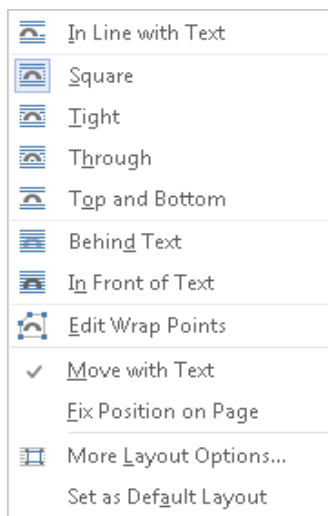 In Line with Text
Square
Tight
Through
Top and Bottom
Behind Text
In Front of Text
Edit Wrap Points
Move with Text
Fix Position on Page
More Layout Options...
Set as Default Layout